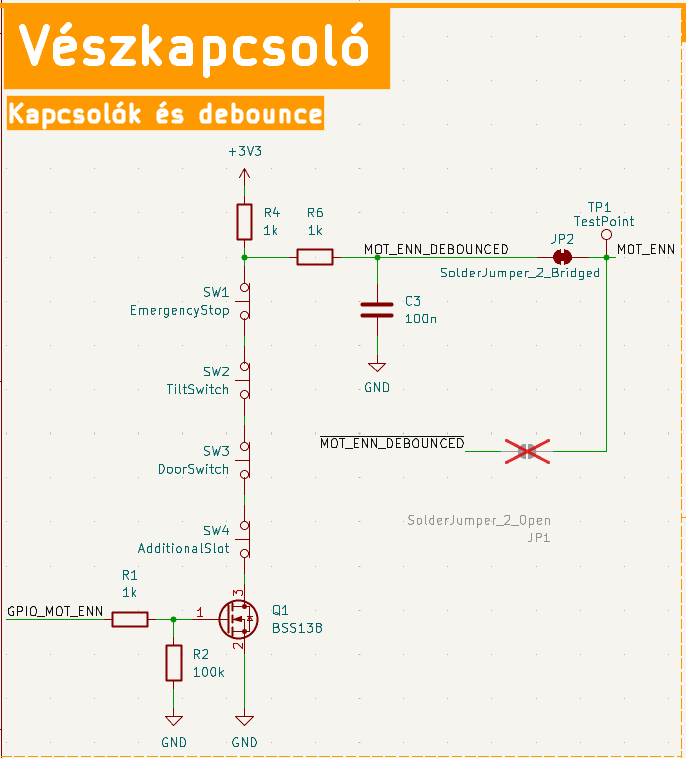 Vészkapcsoló
Kapcsolók és debounce
+3V3
R4
1k
R6
1k
MOT_ENN_DEBOUNCED
JP2
SolderJumper_2_Bridged
TP1
TestPoint
MOT_ENN
SW1
EmergencyStop
C3
100n
GND
SW2
TiltSwitch
MOT_ENN_DEBOUNCED
SW3
DoorSwitch
SolderJumper_2_Open
JP1
SW4
AdditionalSlot
R1
1k
GPIO_MOT_ENN
1
3
2
Q1
BSS138
R2
100k
GND
GND